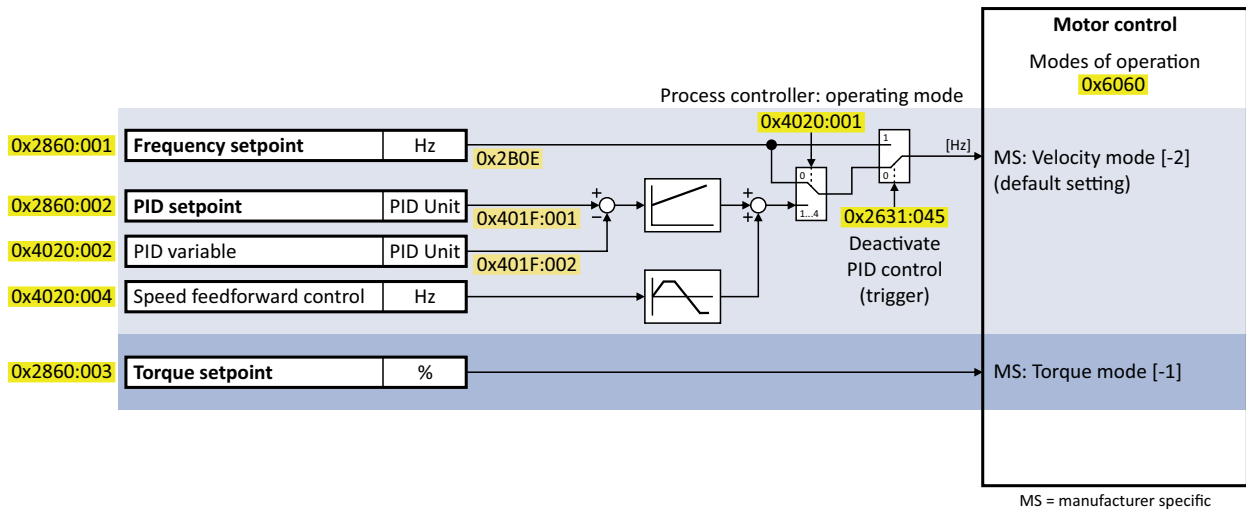 Motor control
Modes of operation
0x6060
Process controller: operating mode
0x4020:001
0x2860:001 Frequency setpoint Hz 0x2B0E
1
0
[Hz]
MS: Velocity mode [-2]
(default setting)
0
1...4
0x2860:002 PID setpoint PID Unit 0x401F:001
+
−
+
+
0x2631:045
Deactivate
PID control
(trigger)
0x4020:002 PID variable PID Unit 0x401F:002
0x4020:004 Speed feedforward control Hz
0x2860:003 Torque setpoint %
MS: Torque mode [-1]
MS = manufacturer specific